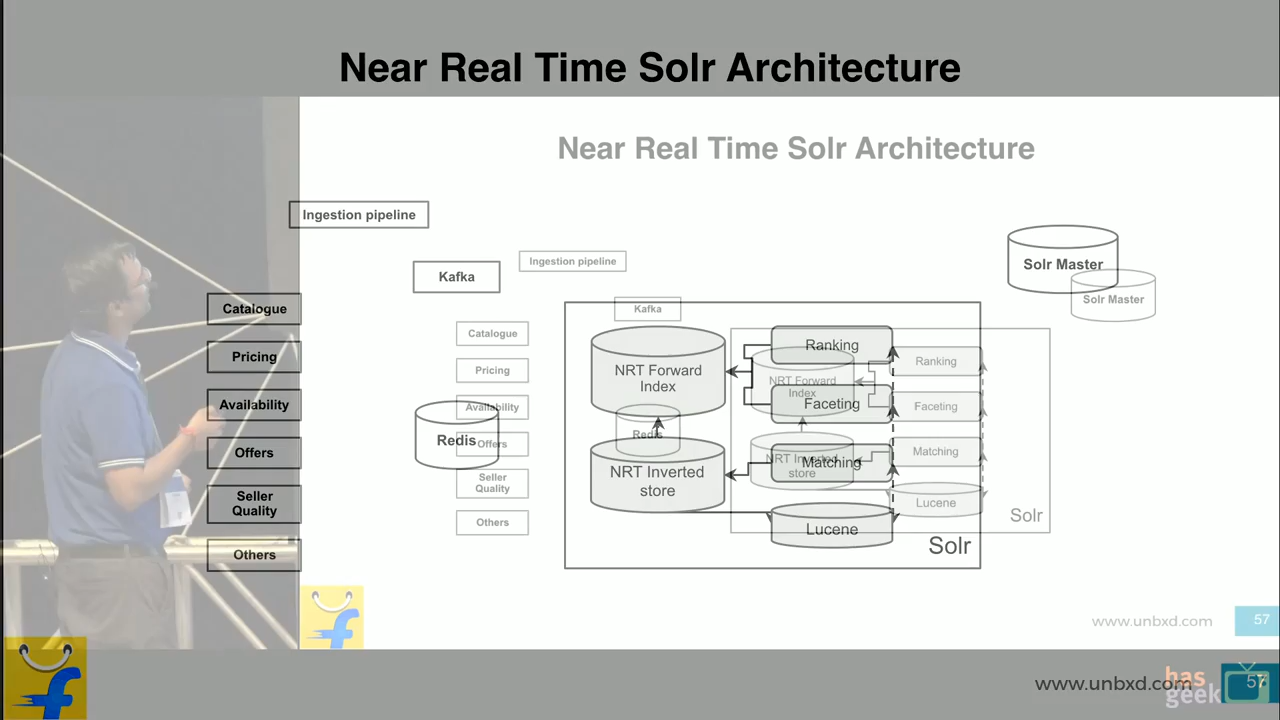 Near Real Time Solr Architecture
Near Real Time Solr Architecture
Ingestion pipeline
Kafka
Catalogue
Pricing
Availability
Offers
Seller
Quality
Others
Redis
NRT Forward
Index
NRT Inverted
store
Ranking
Faceting
Matching
Lucene
Solr
Solr Master
Ingestion pipeline
Kafka
Catalogue
Pricing
Availability
Offers
Seller
Quality
Others
Redis
NRT Forward
Index
NRT Inverted
store
Ranking
Faceting
Matching
Lucene
Solr
Solr Master
www.unbxd.com
57
www.unbxd.com
57
has
geek